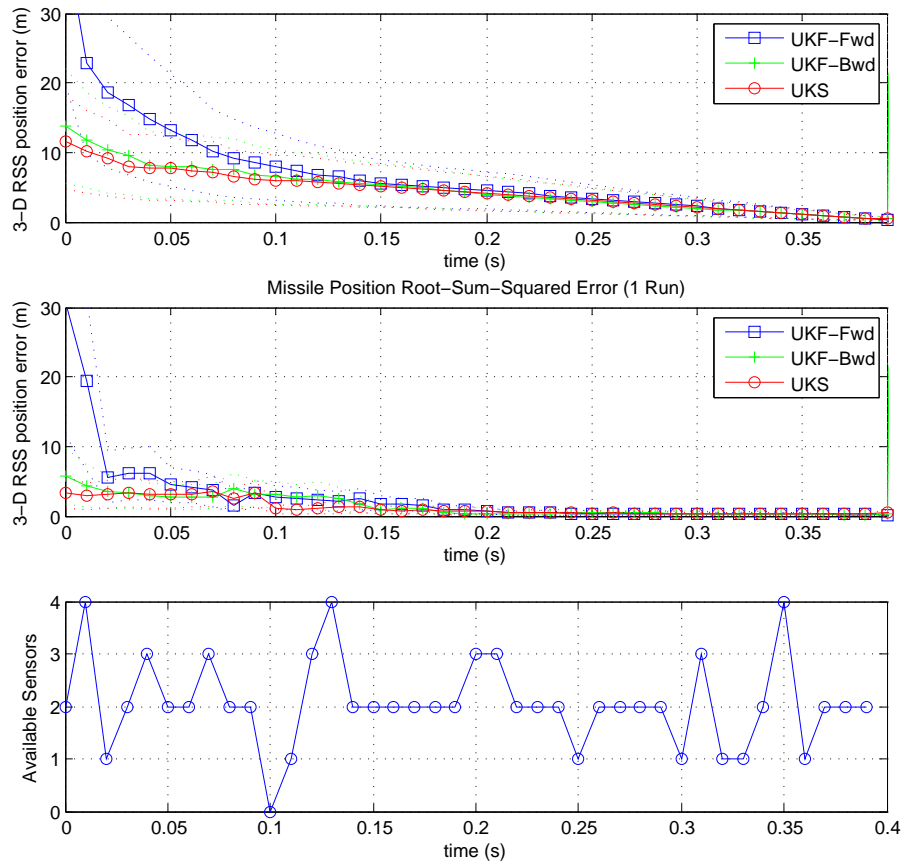 30
20
10
0
3−D RSS position error (m)
UKF−Fwd
UKF−Bwd
UKS
0 0.05 0.1 0.15 0.2 0.25 0.3 0.35
time (s)
Missile Position Root−Sum−Squared Error (1 Run)
30
20
10
0
3−D RSS position error (m)
UKF−Fwd
UKF−Bwd
UKS
0 0.05 0.1 0.15 0.2 0.25 0.3 0.35
time (s)
4
3
2
1
0
Available Sensors
0 0.05 0.1 0.15 0.2 0.25 0.3 0.35 0.4
time (s)